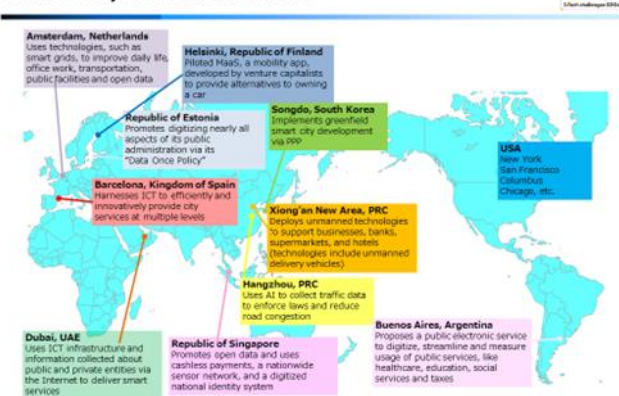 Amsterdam, Netherlands
Uses technologies, such as
smart grids, to improve daily life,
office work, transportation,
public facilities and open data
Helsinki, Republic of Finland
Piloted MaaS, a mobility app,
developed by venture capitalists
to provide alternatives to owning
a car
Republic of Estonia
Promotes digitizing nearly all
aspects of its public
administration via its
"Data Once Policy"
Songdo, South Korea
Implements greenfield
smart city development
via PPP
USA
New York
San Francisco
Columbus
Chicago, etc.
Barcelona, Kingdom of Spain
Harnesses ICT to efficiently and
innovatively provide city
services at multiple levels
Xiong'an New Area, PRC
Deploys unmanned technologies
to support businesses, banks,
supermarkets, and hotels
(technologies include unmanned
delivery vehicles)
Hangzhou, PRC
Uses AI to collect traffic data
to enforce laws and reduce
road congestion
Dubai, UAE
Uses ICT infrastructure and
information collected about
public and private entities via
the Internet to deliver smart
services
Republic of Singapore
Promotes open data and uses
cashless payments, a nationwide
sensor network, and a digitized
national identity system
Buenos Aires, Argentina
Proposes a public electronic service
to digitize, streamline and measure
usage of public services, like
healthcare, education, social
services and taxes